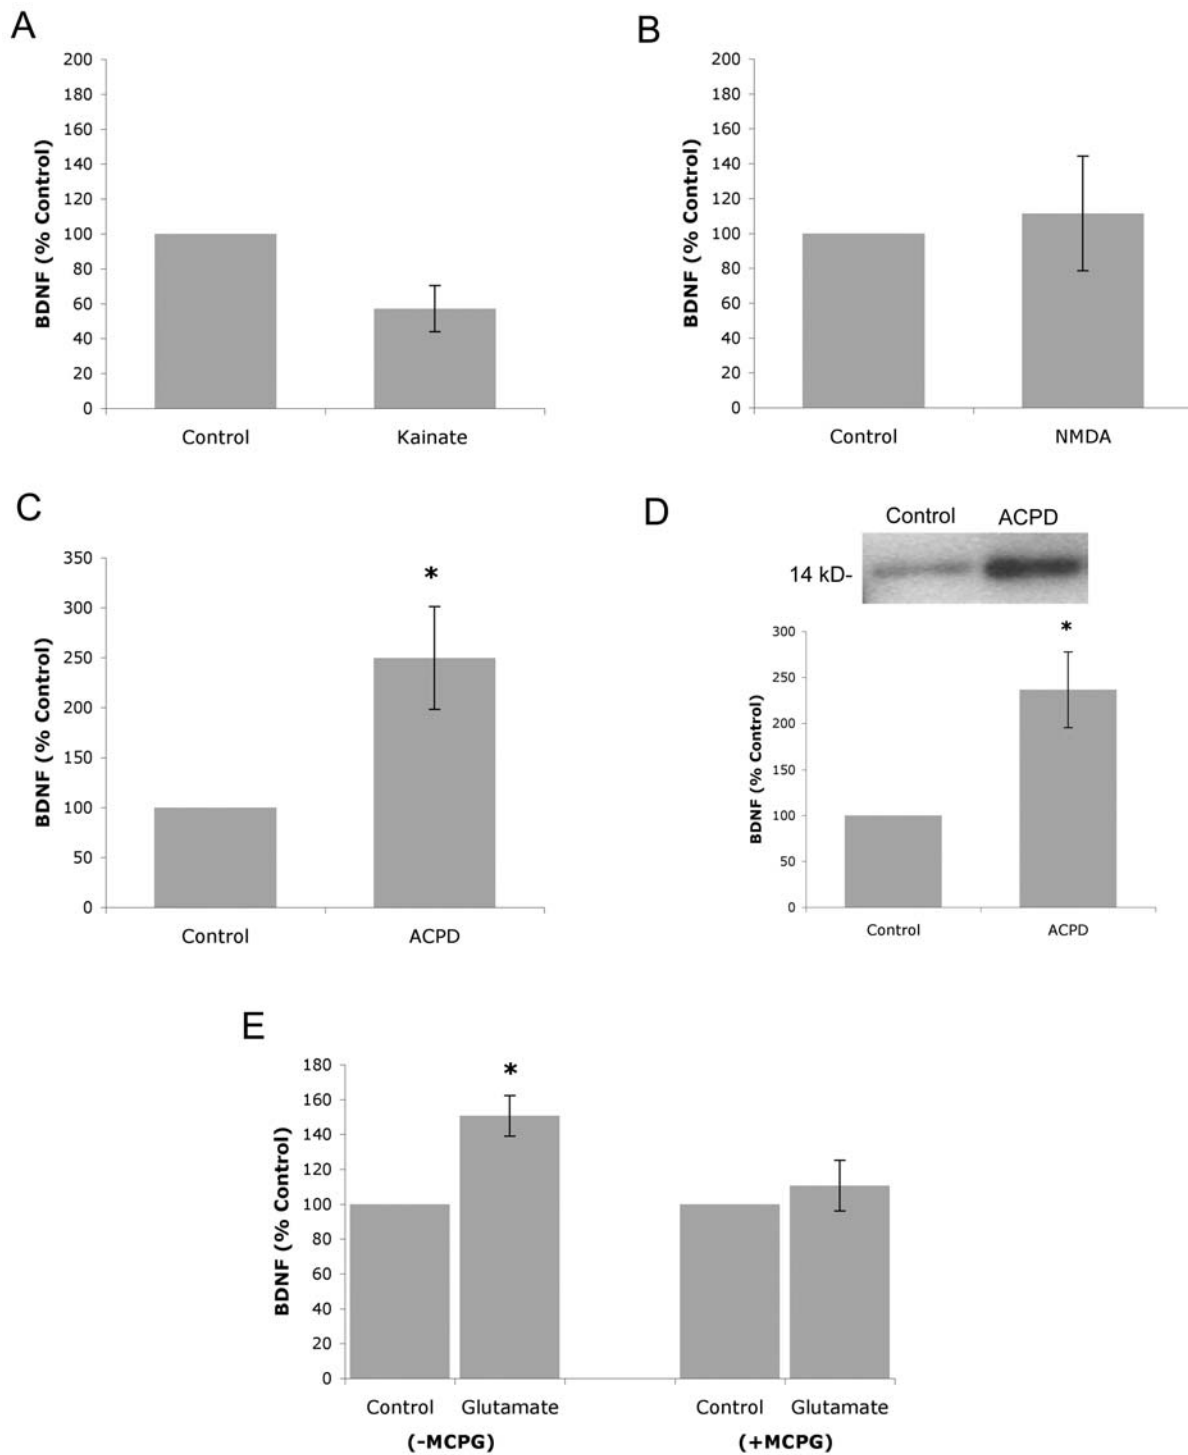 A
BDNF (% Control)
200
180
160
140
120
100
80
60
40
20
0
Control Kainate
B
BDNF (% Control)
200
180
160
140
120
100
80
60
40
20
0
Control NMDA
C
BDNF (% Control)
350
300
250
200
150
100
50
0
*
Control ACPD
D
Control ACPD
14 kD-
BDNF (% Control)
300
250
200
150
100
50
0
*
Control ACPD
E
BDNF (% Control)
180
160
140
120
100
80
60
40
20
0
*
Control Glutamate Control Glutamate
(-MCPG) (+MCPG)